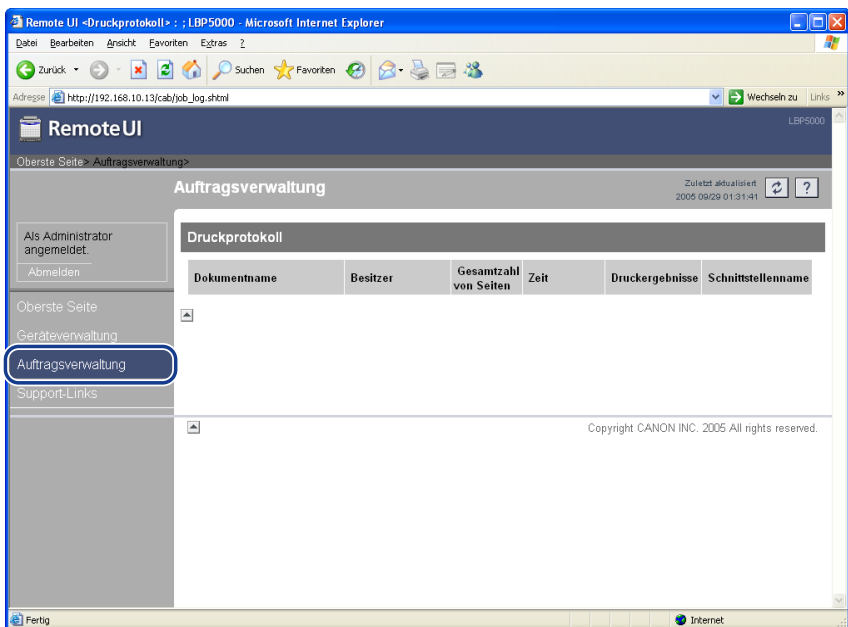 Remote UI <Druckprotokoll> : ; LBP5000 - Microsoft Internet Explorer
Datei Bearbeiten Ansicht Favoriten Extras ?
Zurück Suchen Favoriten
Adresse http://192.168.10.13/cab/job_log.shtml Wechseln zu Links »
Remote UI
LBP5000
Oberste Seite> Auftragsverwaltung>
Auftragsverwaltung
Zuletzt aktualisiert
2005 09/29 01:31:41
?
Als Administrator
angemeldet.
Abmelden
Oberste Seite
Geräteverwaltung
Auftragsverwaltung
Support-Links
Druckprotokoll
Dokumentname Besitzer Gesamtzahl von Seiten Zeit Druckergebnisse Schnittstellenname
Copyright CANON INC. 2005 All rights reserved.
Fertig Internet